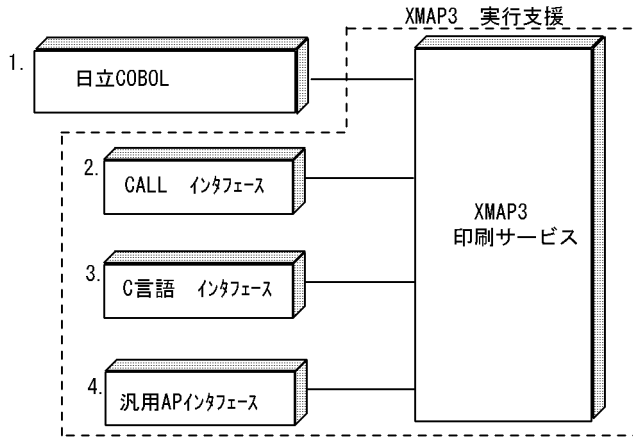 XMAP3 実行支援
1.
日立COBOL
2.
CALL ｲﾝﾀﾌｪｰｽ
XMAP3
印刷サービス
3.
C言語 ｲﾝﾀﾌｪｰｽ
4.
汎用APｲﾝﾀﾌｪｰｽ